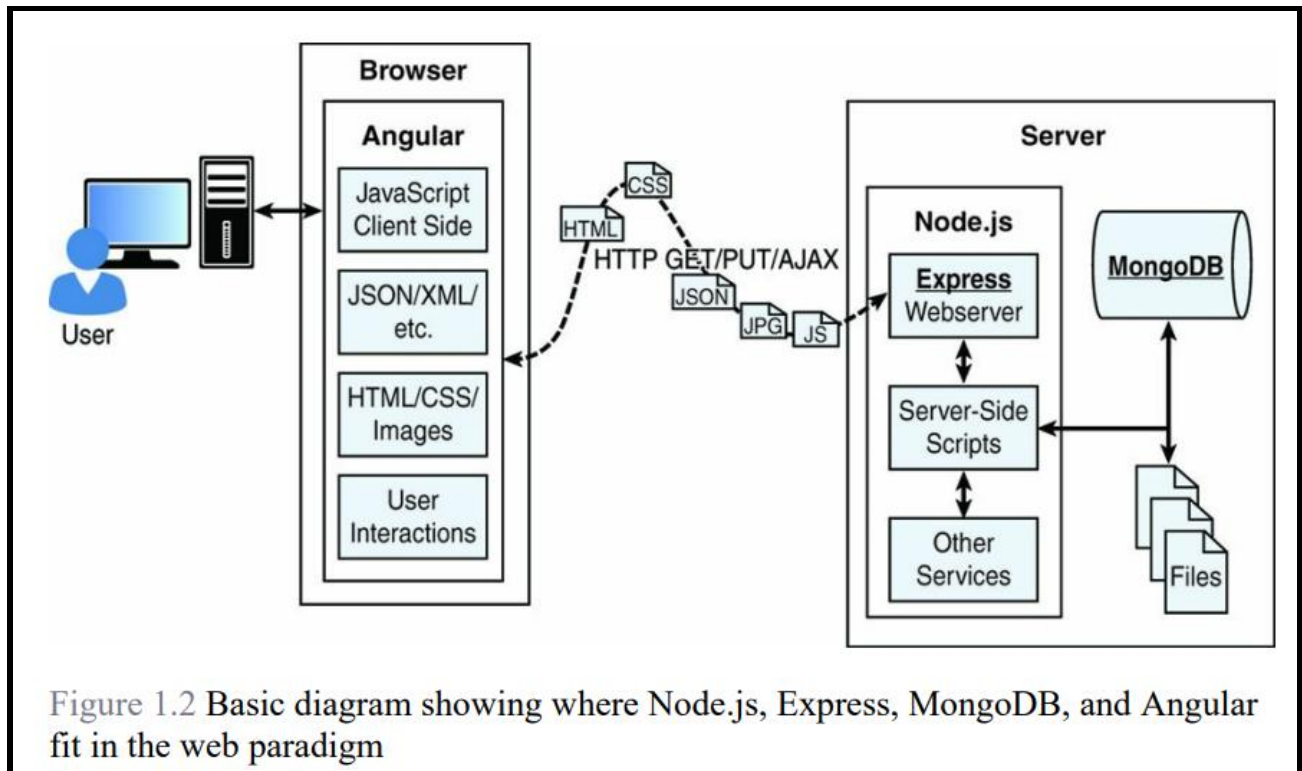 Browser
Angular
JavaScript
Client Side
JSON/XML/
etc.
HTML/CSS/
Images
User
Interactions
User
CSS
HTML
HTTP GET/PUT/AJAX
JSON
JPG
JS
Server
Node.js
Express
Webserver
Server-Side
Scripts
Other
Services
MongoDB
Files
Figure 1.2 Basic diagram showing where Node.js, Express, MongoDB, and Angular
fit in the web paradigm